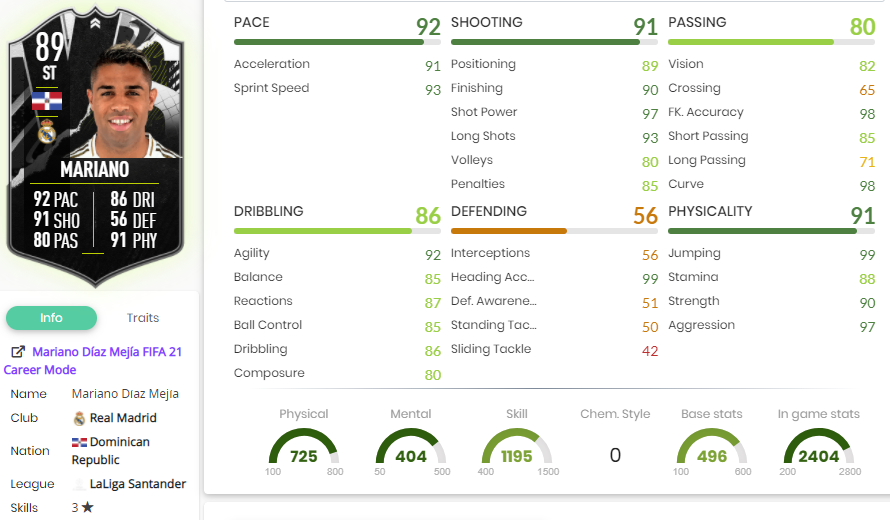 89
ST
MARIANO
92 PAC 86 DRI
91 SHO 56 DEF
80 PAS 91 PHY
Info Traits
Mariano Díaz Mejía FIFA 21
Career Mode
Name Mariano Díaz Mejía
Club Real Madrid
Nation Dominican
Republic
League LaLiga Santander
Skills 3 ★
PACE 92
Acceleration 91
Sprint Speed 93
SHOOTING 91
Positioning 89
Finishing 90
Shot Power 97
Long Shots 93
Volleys 80
Penalties 85
PASSING 80
Vision 82
Crossing 65
FK. Accuracy 98
Short Passing 85
Long Passing 71
Curve 98
DRIBBLING 86
Agility 92
Balance 85
Reactions 87
Ball Control 85
Dribbling 86
Composure 80
DEFENDING 56
Interceptions 56
Heading Acc... 99
Def. Awarene... 51
Standing Tac... 50
Sliding Tackle 42
PHYSICALITY 91
Jumping 99
Stamina 88
Strength 90
Aggression 97
Physical Mental Skill Chem. Style Base stats In game stats
725 404 1195 0 496 2404
100 800 50 500 400 1500 100 600 200 2800